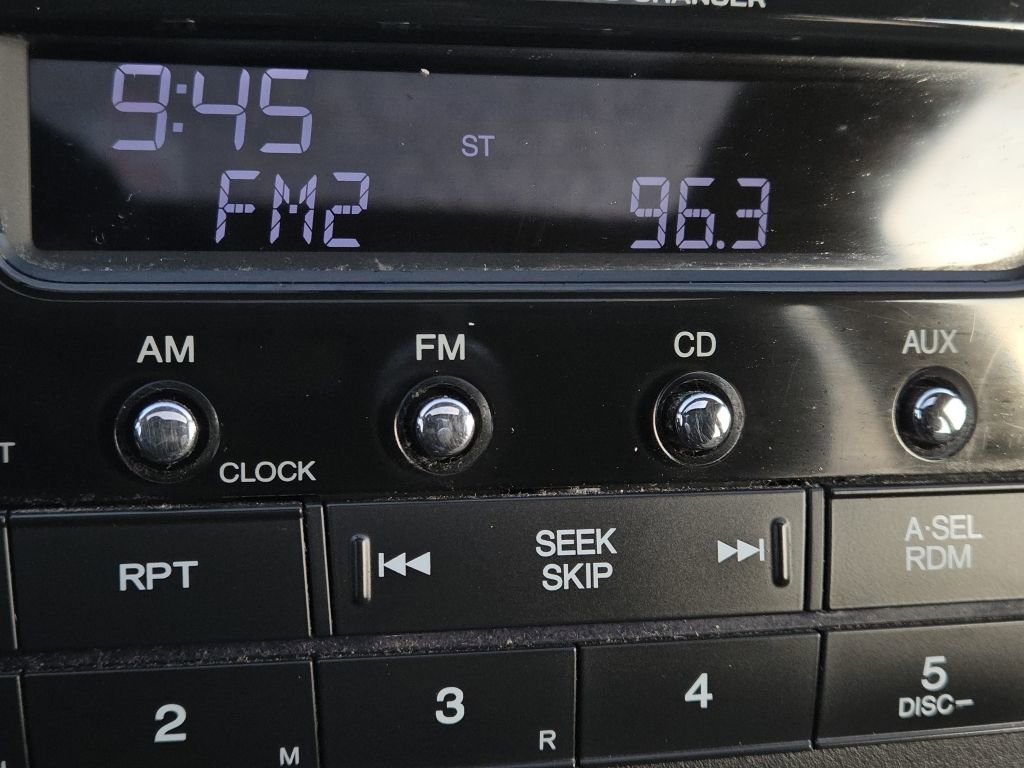 CHANGER
9:45
ST
FM2 96.3
AM FM CD AUX
T CLOCK
RPT SEEK SKIP A·SEL RDM
2 M 3 R 4 5 DISC–